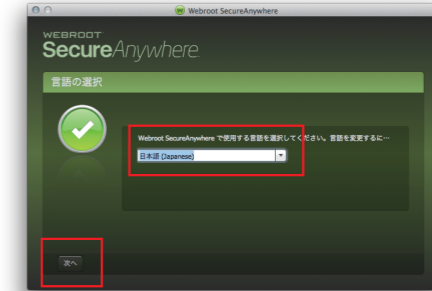 Webroot SecureAnywhere
WEBROOT
SecureAnywhere
言語の選択
Webroot SecureAnywhere で使用する言語を選択してください。言語を変更するに…
日本語 (Japanese)
次へ